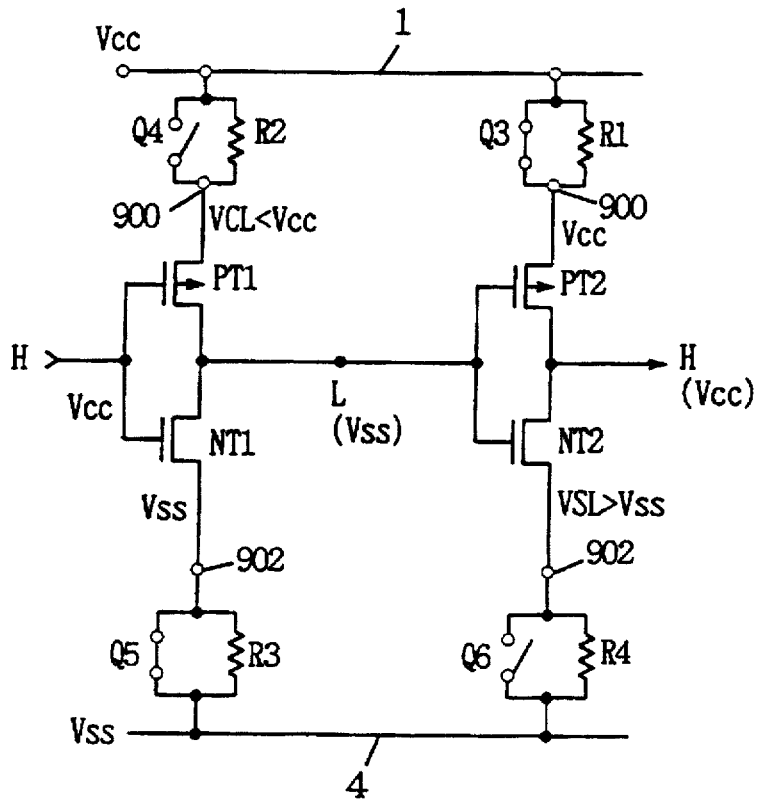 1
Vcc
Q4
R2
Q3
R1
900
VCL<Vcc
900
Vcc
PT1
PT2
H
H
(Vcc)
Vcc
L
(Vss)
NT1
NT2
Vss
VSL>Vss
902
902
Q5
R3
Q6
R4
Vss
4